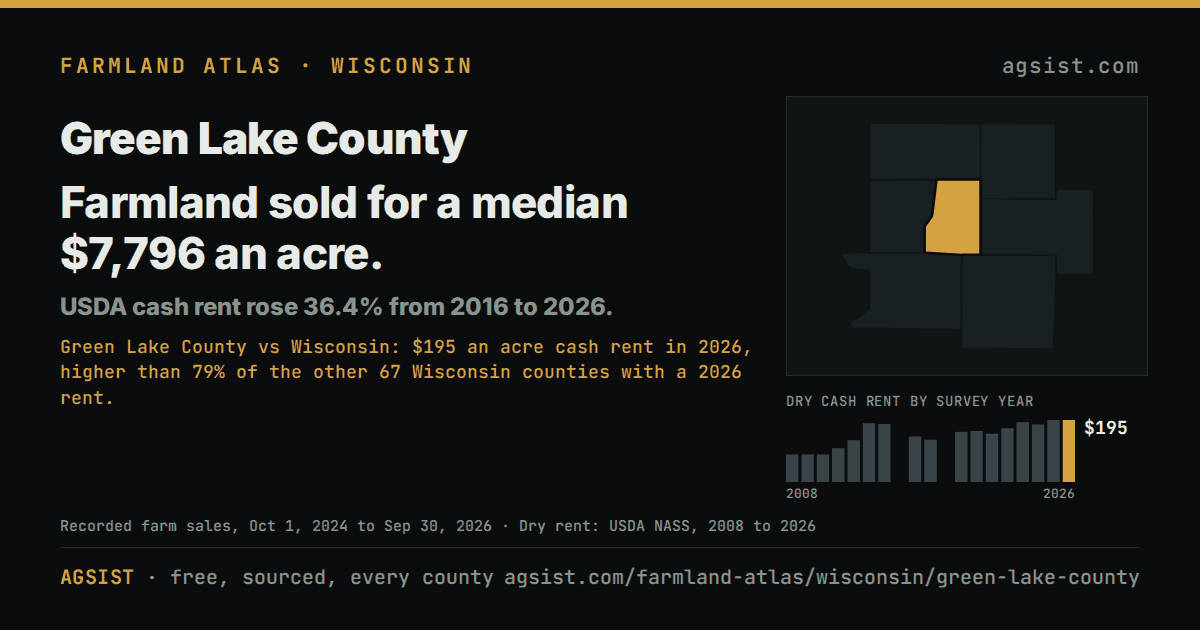 FARMLAND ATLAS · WISCONSIN
agsist.com
Green Lake County
Farmland sold for a median
$7,796 an acre.
USDA cash rent rose 36.4% from 2016 to 2026.
Green Lake County vs Wisconsin: $195 an acre cash rent in 2026,
higher than 79% of the other 67 Wisconsin counties with a 2026
rent.
DRY CASH RENT BY SURVEY YEAR
$195
2008
2026
Recorded farm sales, Oct 1, 2024 to Sep 30, 2026 · Dry rent: USDA NASS, 2008 to 2026
AGSIST · free, sourced, every county agsist.com/farmland-atlas/wisconsin/green-lake-county